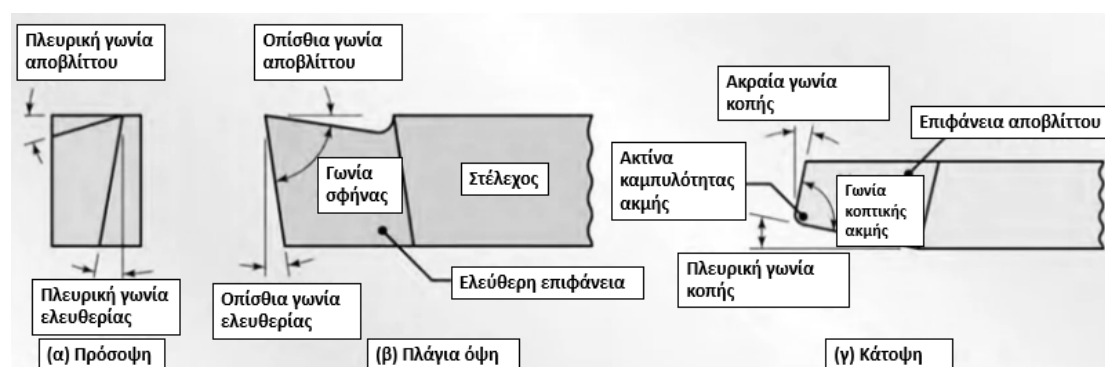 Πλευρική γωνία
αποβλίττου
Οπίσθια γωνία
αποβλίττου
Γωνία
σφήνας
Στέλεχος
Ελεύθερη επιφάνεια
Πλευρική γωνία
ελευθερίας
Οπίσθια γωνία
ελευθερίας
(α) Πρόσοψη
(β) Πλάγια όψη
Ακραία γωνία
κοπής
Επιφάνεια αποβλίττου
Ακτίνα
καμπυλότητας
ακμής
Γωνία
κοπτικής
ακμής
Πλευρική γωνία
κοπής
(γ) Κάτοψη